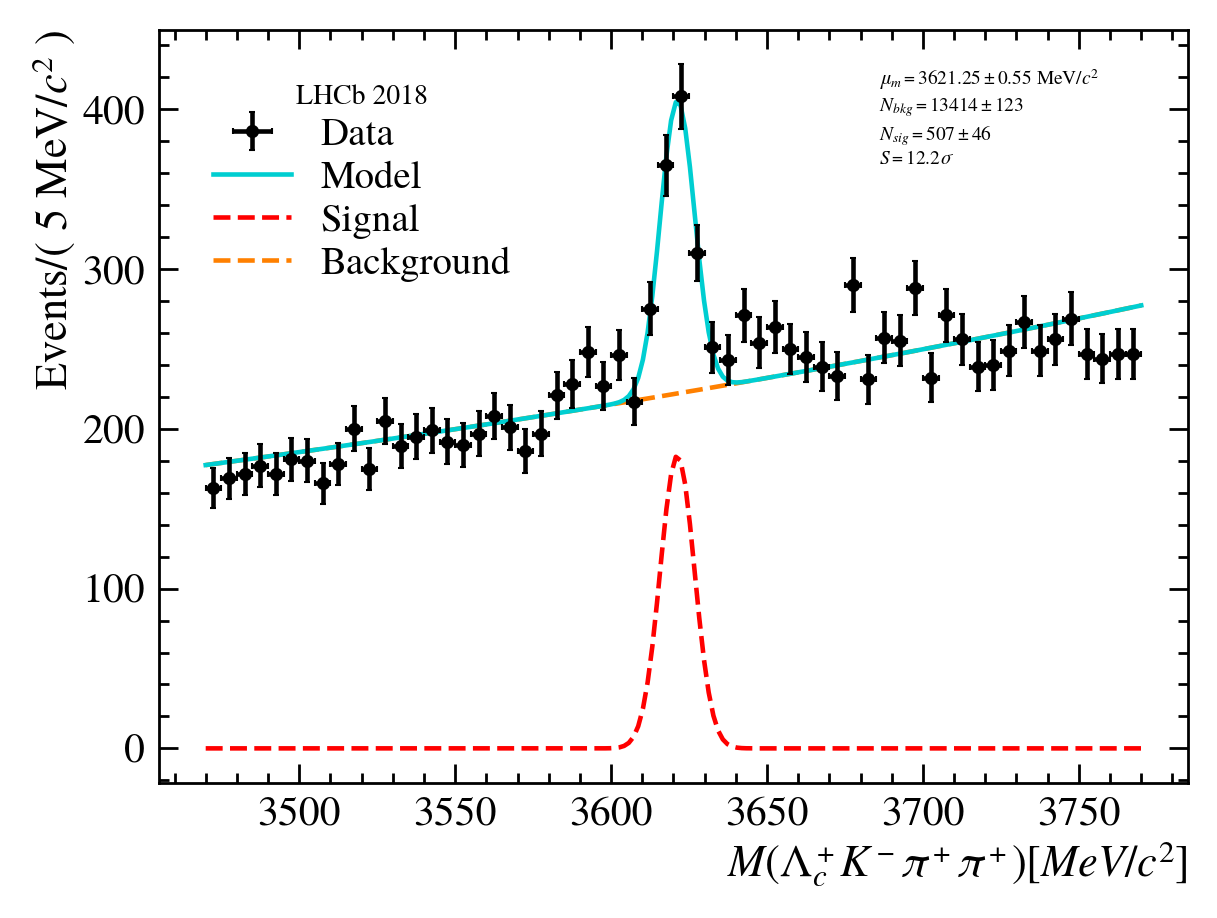 Events/( 5 MeV/c² )
400
300
200
100
0
LHCb 2018
Data
Model
Signal
Background
μₘ = 3621.25 ± 0.55 MeV/c²
N_bkg = 13414 ± 123
N_sig = 507 ± 46
S = 12.2σ
3500 3550 3600 3650 3700 3750
M(Λ_c⁺K⁻π⁺π⁺)[MeV/c²]